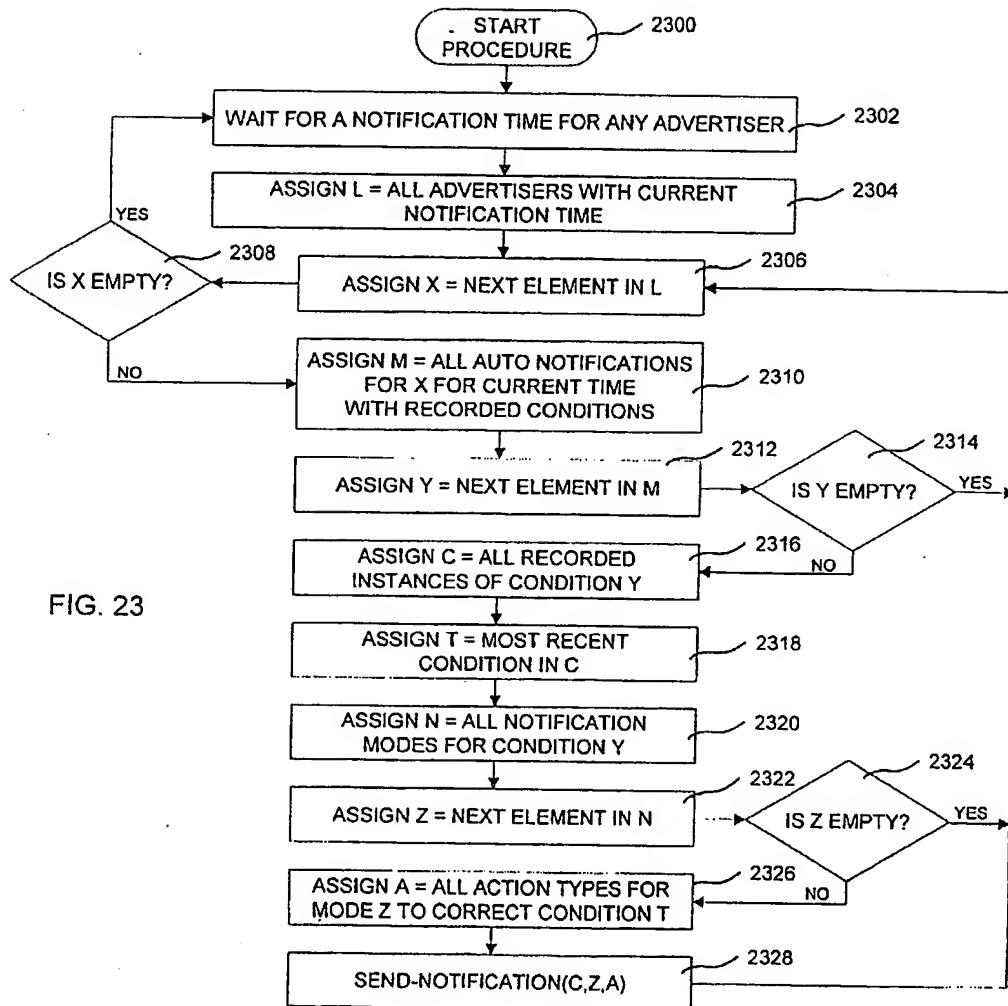 START
PROCEDURE
2300
WAIT FOR A NOTIFICATION TIME FOR ANY ADVERTISER
2302
ASSIGN L = ALL ADVERTISERS WITH CURRENT
NOTIFICATION TIME
2304
YES
IS X EMPTY?
2308
ASSIGN X = NEXT ELEMENT IN L
2306
NO
ASSIGN M = ALL AUTO NOTIFICATIONS
FOR X FOR CURRENT TIME
WITH RECORDED CONDITIONS
2310
ASSIGN Y = NEXT ELEMENT IN M
2312
IS Y EMPTY?
2314
YES
NO
ASSIGN C = ALL RECORDED
INSTANCES OF CONDITION Y
2316
FIG. 23
ASSIGN T = MOST RECENT
CONDITION IN C
2318
ASSIGN N = ALL NOTIFICATION
MODES FOR CONDITION Y
2320
ASSIGN Z = NEXT ELEMENT IN N
2322
IS Z EMPTY?
2324
YES
NO
ASSIGN A = ALL ACTION TYPES FOR
MODE Z TO CORRECT CONDITION T
2326
SEND-NOTIFICATION(C,Z,A)
2328